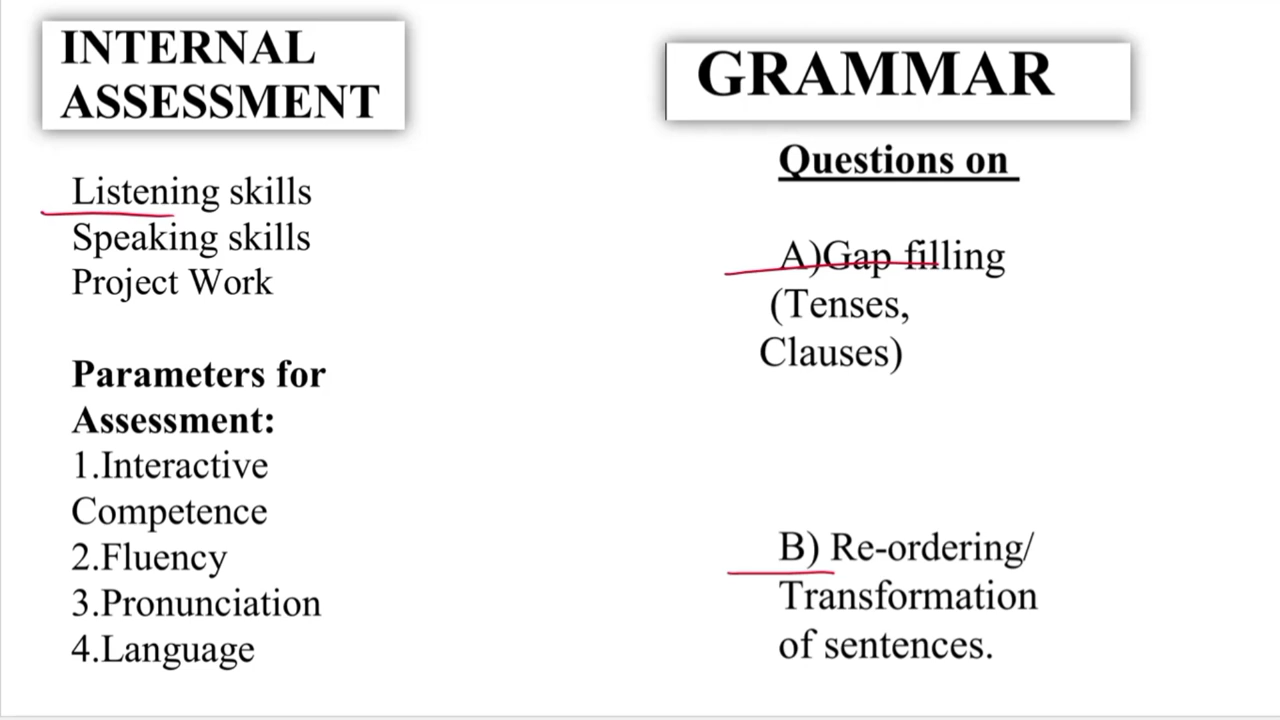 INTERNAL
ASSESSMENT
Listening skills
Speaking skills
Project Work
Parameters for
Assessment:
1.Interactive
Competence
2.Fluency
3.Pronunciation
4.Language
GRAMMAR
Questions on
A)Gap filling
(Tenses,
Clauses)
B) Re-ordering/
Transformation
of sentences.